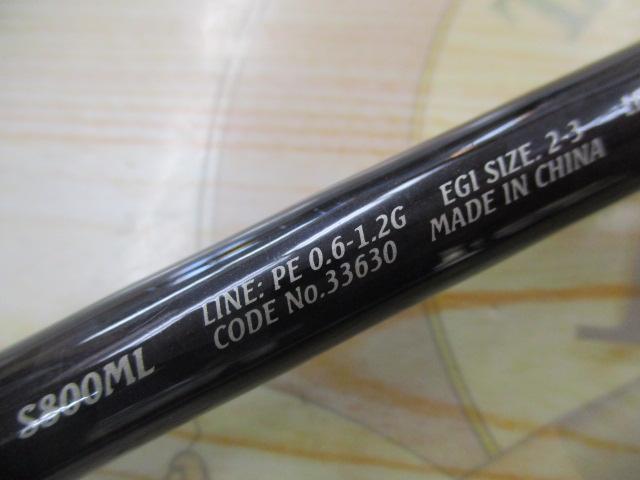 S800ML
LINE: PE 0.6-1.2G EGI SIZE. 2-3
CODE No.33630 MADE IN CHINA